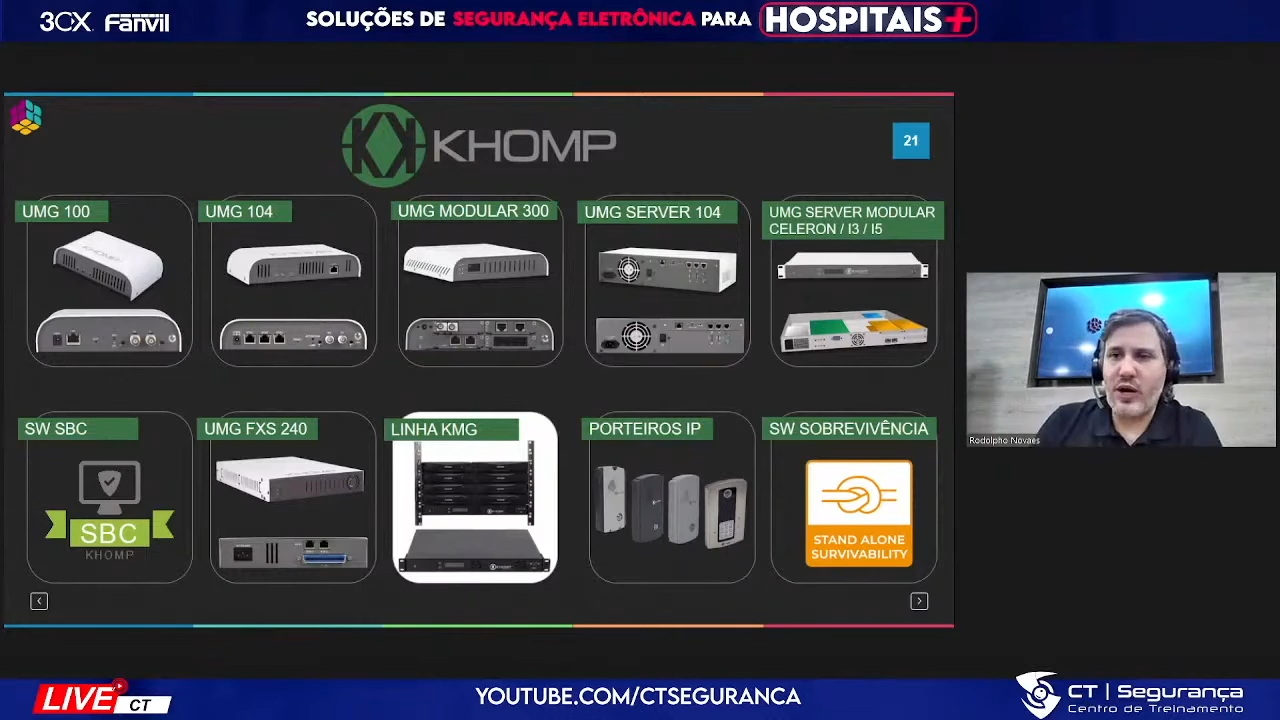 3CX Fanvil
SOLUÇÕES DE SEGURANÇA ELETRÔNICA PARA HOSPITAIS+
KHOMP
21
UMG 100
UMG 104
UMG MODULAR 300
UMG SERVER 104
UMG SERVER MODULAR
CELERON / I3 / I5
SW SBC
UMG FXS 240
LINHA KMG
PORTEIROS IP
SW SOBREVIVÊNCIA
SBC
KHOMP
STAND ALONE
SURVIVABILITY
Rodolpho Novaes
LIVE CT
YOUTUBE.COM/CTSEGURANCA
CT | Segurança
Centro de Treinamento